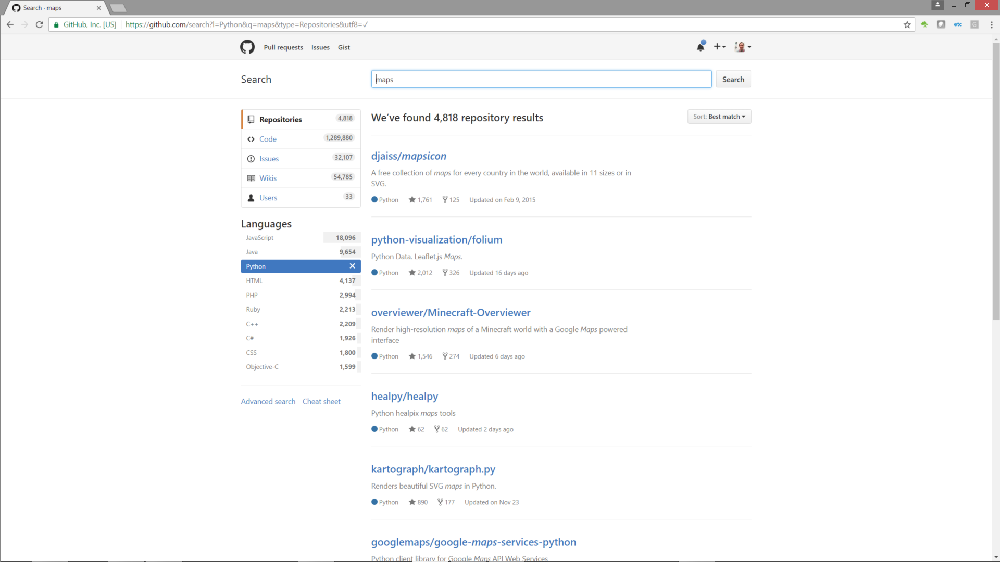 Search · maps
GitHub, Inc. [US] https://github.com/search?l=Python&q=maps&type=Repositories&utf8=✓
etc
G
Pull requests Issues Gist
Search
maps
Search
Repositories 4,818
Code 1,289,880
Issues 32,107
Wikis 54,785
Users 33
Languages
JavaScript 18,096
Java 9,654
Python
HTML 4,137
PHP 2,994
Ruby 2,213
C++ 2,209
C# 1,926
CSS 1,800
Objective-C 1,599
Advanced search Cheat sheet
We’ve found 4,818 repository results
Sort: Best match
djaiss/mapsicon
A free collection of maps for every country in the world, available in 11 sizes or in
SVG.
Python 1,761 125 Updated on Feb 9, 2015
python-visualization/folium
Python Data. Leaflet.js Maps.
Python 2,012 326 Updated 16 days ago
overviewer/Minecraft-Overviewer
Render high-resolution maps of a Minecraft world with a Google Maps powered
interface
Python 1,546 274 Updated 6 days ago
healpy/healpy
Python healpix maps tools
Python 62 62 Updated 2 days ago
kartograph/kartograph.py
Renders beautiful SVG maps in Python.
Python 890 177 Updated on Nov 23
googlemaps/google-maps-services-python
Python client library for Google Maps API Web Services